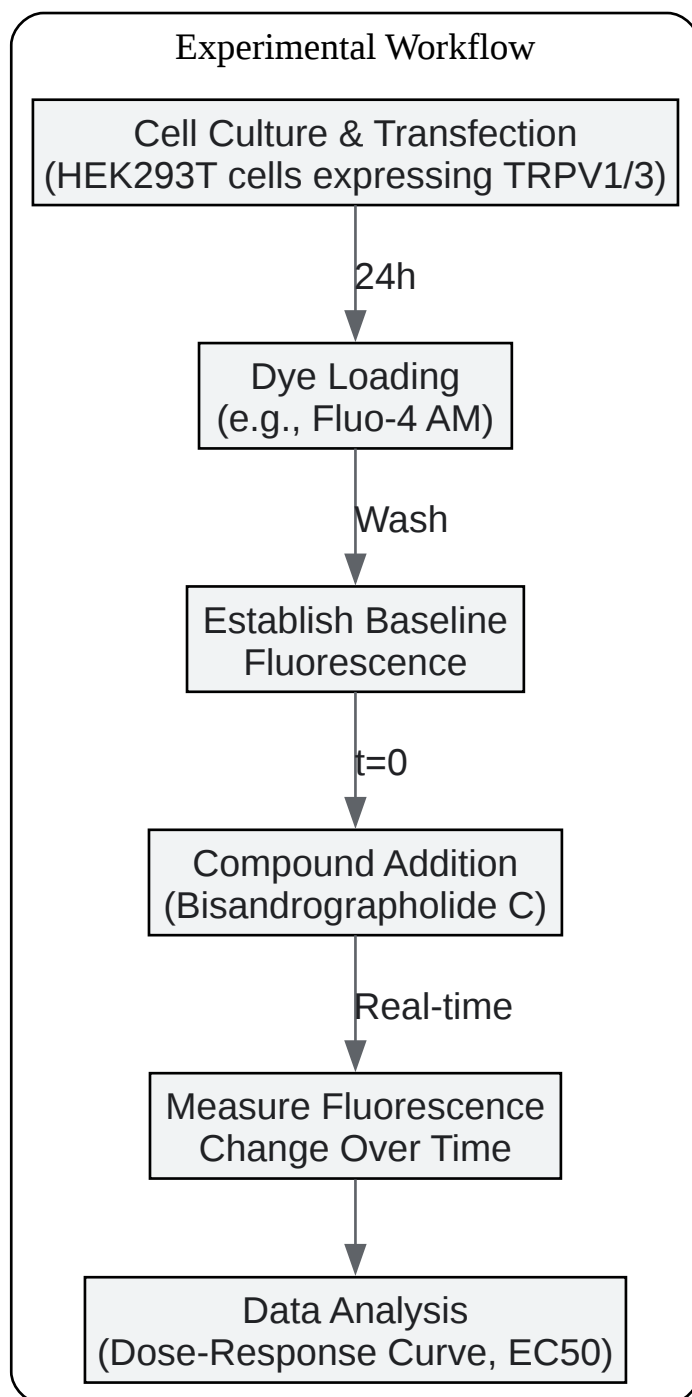 Experimental Workflow
Cell Culture & Transfection
(HEK293T cells expressing TRPV1/3)
24h
Dye Loading
(e.g., Fluo-4 AM)
Wash
Establish Baseline
Fluorescence
t=0
Compound Addition
(Bisandrographolide C)
Real-time
Measure Fluorescence
Change Over Time
Data Analysis
(Dose-Response Curve, EC50)